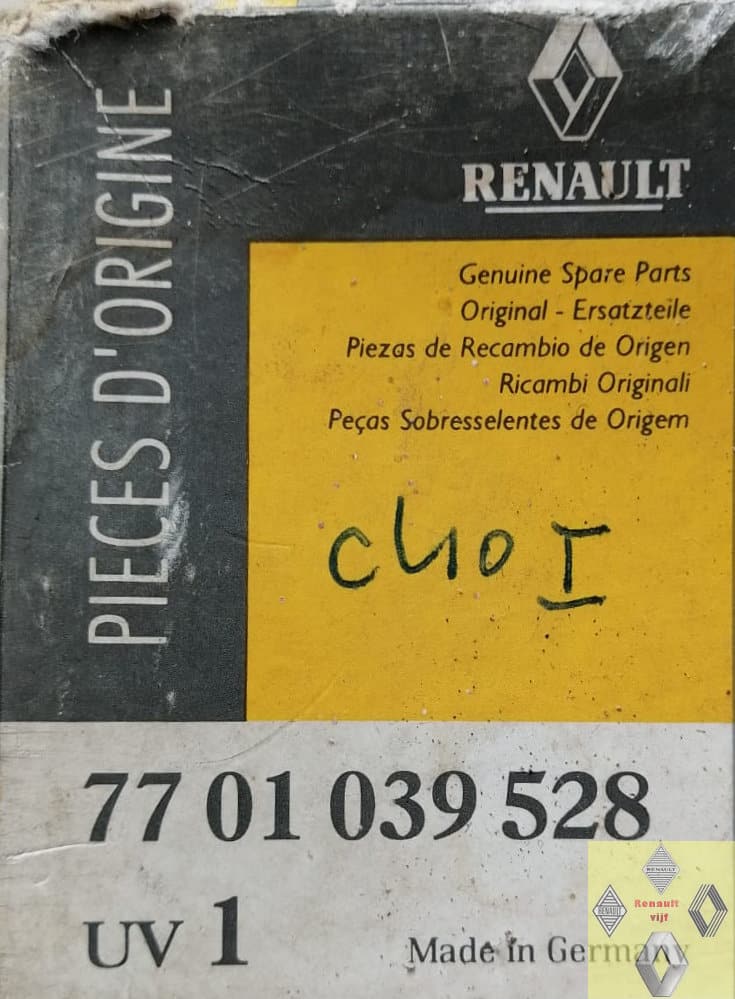 PIECES D'ORIGINE
RENAULT
Genuine Spare Parts
Original - Ersatzteile
Piezas de Recambio de Origen
Ricambi Originali
Peças Sobresselentes de Origem
CLIO I
77 01 039 528
UV 1
Made in Germany
RENAULT
RENAULT
Renault
vijf